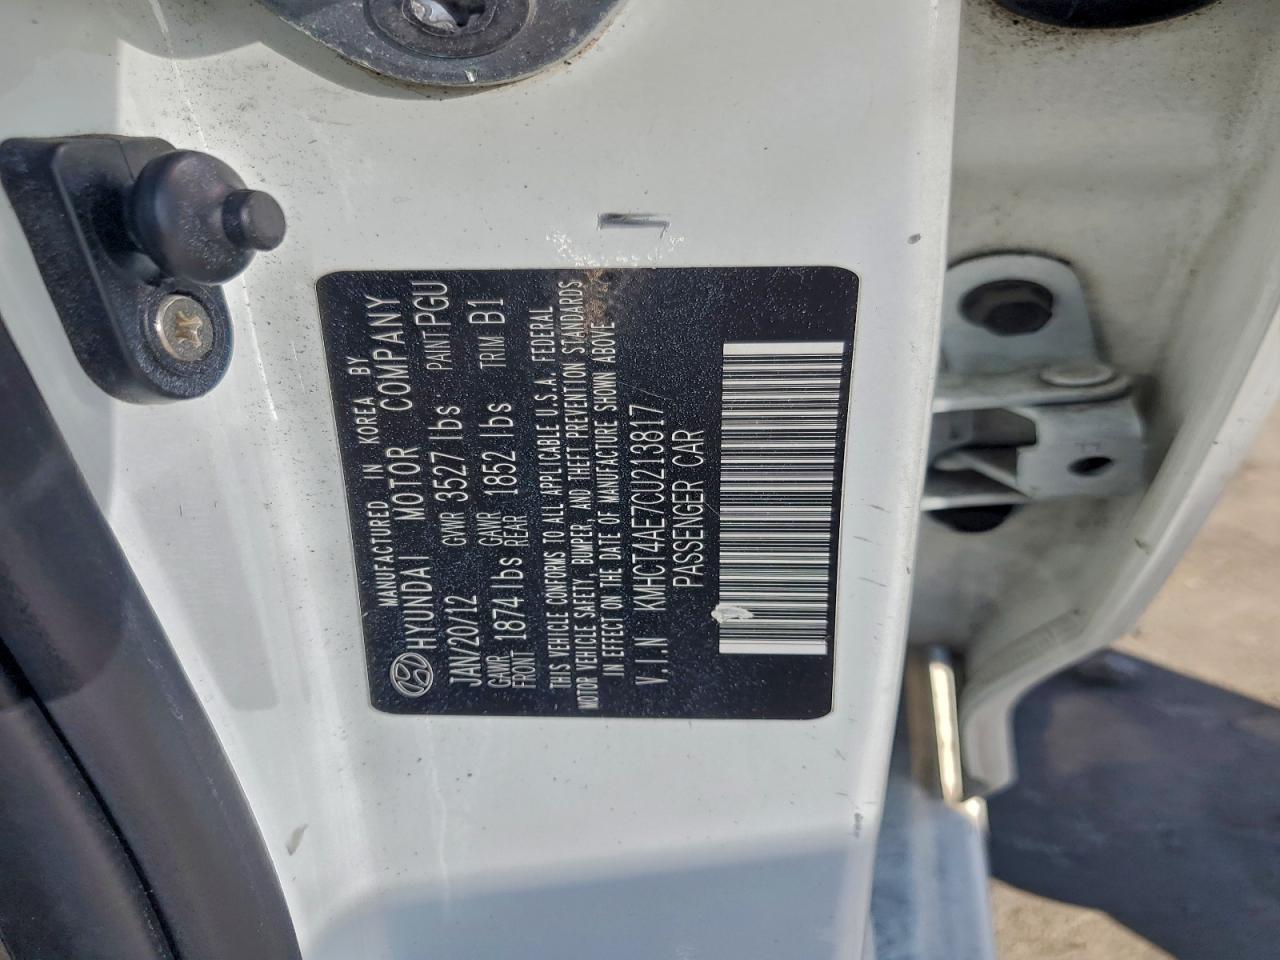 MANUFACTURED IN KOREA BY
HYUNDAI MOTOR COMPANY
JAN/20/12 GVWR 3527 lbs PAINT PGU
GAWR FRONT 1874 lbs GAWR REAR 1852 lbs TRIM B1
THIS VEHICLE CONFORMS TO ALL APPLICABLE U.S.A. FEDERAL
MOTOR VEHICLE SAFETY, BUMPER, AND THEFT PREVENTION STANDARDS
IN EFFECT ON THE DATE OF MANUFACTURE SHOWN ABOVE
V.I.N KMHCT4AE7CU213817
PASSENGER CAR